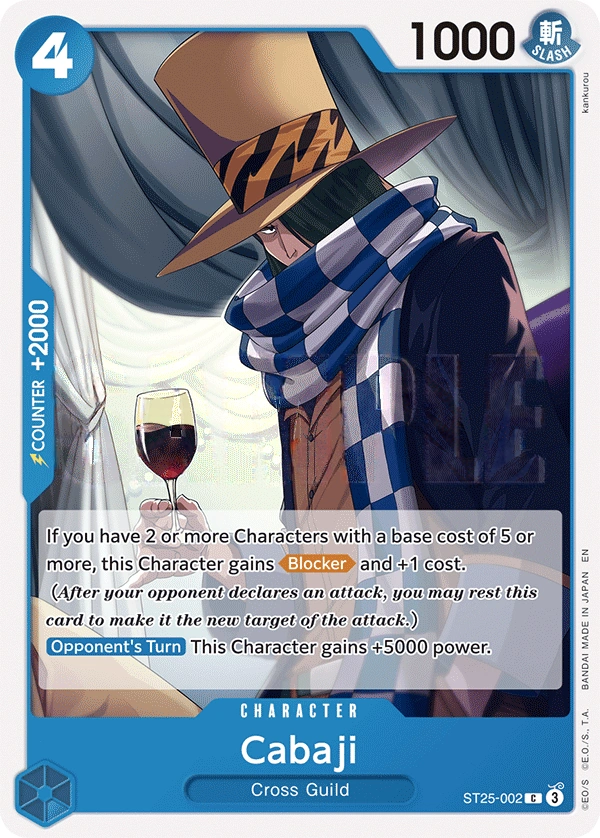 4
1000
斬
SLASH
kankurou
COUNTER +2000
SAMPLE
If you have 2 or more Characters with a base cost of 5 or
more, this Character gains Blocker and +1 cost.
(After your opponent declares an attack, you may rest this
card to make it the new target of the attack.)
Opponent's Turn This Character gains +5000 power.
CHARACTER
Cabaji
Cross Guild
ST25-002 C 3
©EO/S ©E.O./S., T.A. BANDAI MADE IN JAPAN EN